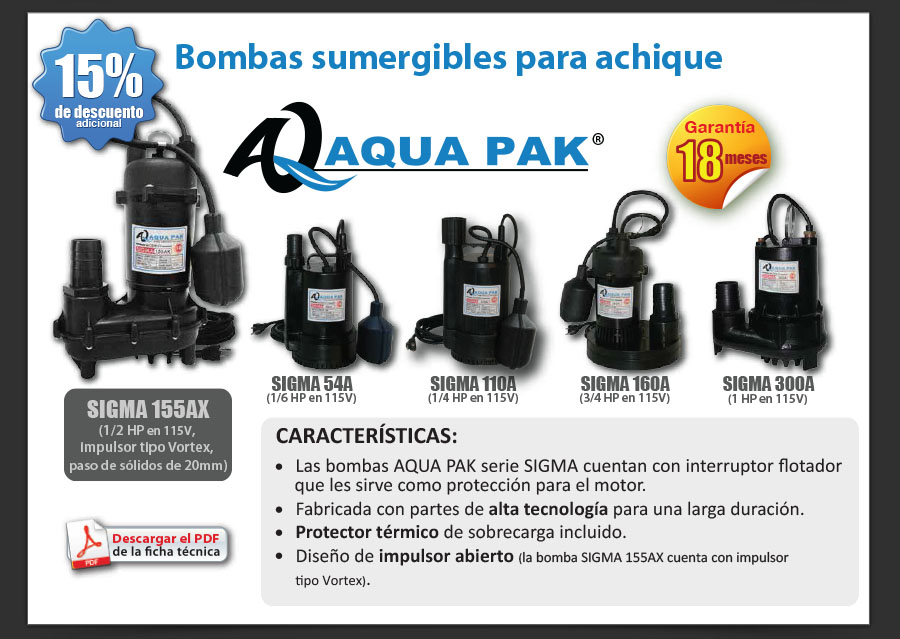 15%
de descuento
adicional
Bombas sumergibles para achique
AQUA PAK®
Garantía
18 meses
AQUA PAK
SIGMA 54A
(1/6 HP en 115V)
SIGMA 110A
(1/4 HP en 115V)
SIGMA 160A
(3/4 HP en 115V)
SIGMA 300A
(1 HP en 115V)
SIGMA 155AX
(1/2 HP en 115V,
impulsor tipo Vortex,
paso de sólidos de 20mm)
CARACTERÍSTICAS:
• Las bombas AQUA PAK serie SIGMA cuentan con interruptor flotador
que les sirve como protección para el motor.
• Fabricada con partes de alta tecnología para una larga duración.
• Protector térmico de sobrecarga incluido.
• Diseño de impulsor abierto (la bomba SIGMA 155AX cuenta con impulsor
tipo Vortex).
PDF
Descargar el PDF
de la ficha técnica